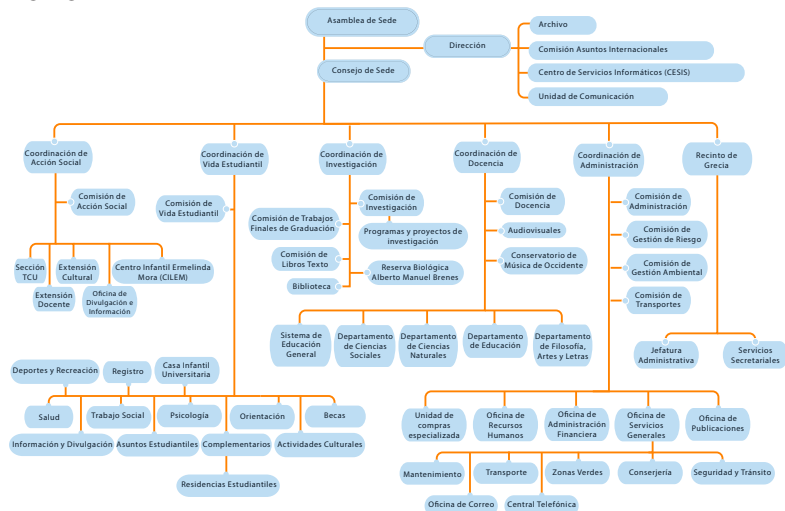 Asamblea de Sede
Dirección
Consejo de Sede
Archivo
Comisión Asuntos Internacionales
Centro de Servicios Informáticos (CESIS)
Unidad de Comunicación
Coordinación de
Acción Social
Coordinación de
Vida Estudiantil
Coordinación de
Investigación
Coordinación de
Docencia
Coordinación de
Administración
Recinto de
Grecia
Comisión de
Acción Social
Sección
TCU
Extensión
Docente
Extensión
Cultural
Oficina de
Divulgación e
Información
Centro Infantil Ermelinda
Mora (CILEM)
Comisión de
Vida Estudiantil
Comisión de
Investigación
Programas y proyectos de
investigación
Comisión de Trabajos
Finales de Graduación
Comisión de
Libros Texto
Reserva Biológica
Alberto Manuel Brenes
Biblioteca
Comisión de
Docencia
Audiovisuales
Conservatorio de
Música de Occidente
Comisión de
Administración
Comisión de
Gestión de Riesgo
Comisión de
Gestión Ambiental
Comisión de
Transportes
Jefatura
Administrativa
Servicios
Secretariales
Sistema de
Educación
General
Departamento
de Ciencias
Sociales
Departamento
de Ciencias
Naturales
Departamento
de Educación
Departamento
de Filosofía,
Artes y Letras
Deportes y Recreación
Registro
Casa Infantil
Universitaria
Salud
Trabajo Social
Psicología
Orientación
Becas
Información y Divulgación
Asuntos Estudiantiles
Complementarios
Actividades Culturales
Residencias Estudiantiles
Unidad de
compras
especializada
Oficina de
Recursos
Humanos
Oficina de
Administración
Financiera
Oficina de
Servicios
Generales
Oficina de
Publicaciones
Mantenimiento
Transporte
Zonas Verdes
Conserjería
Seguridad y Tránsito
Oficina de Correo
Central Telefónica